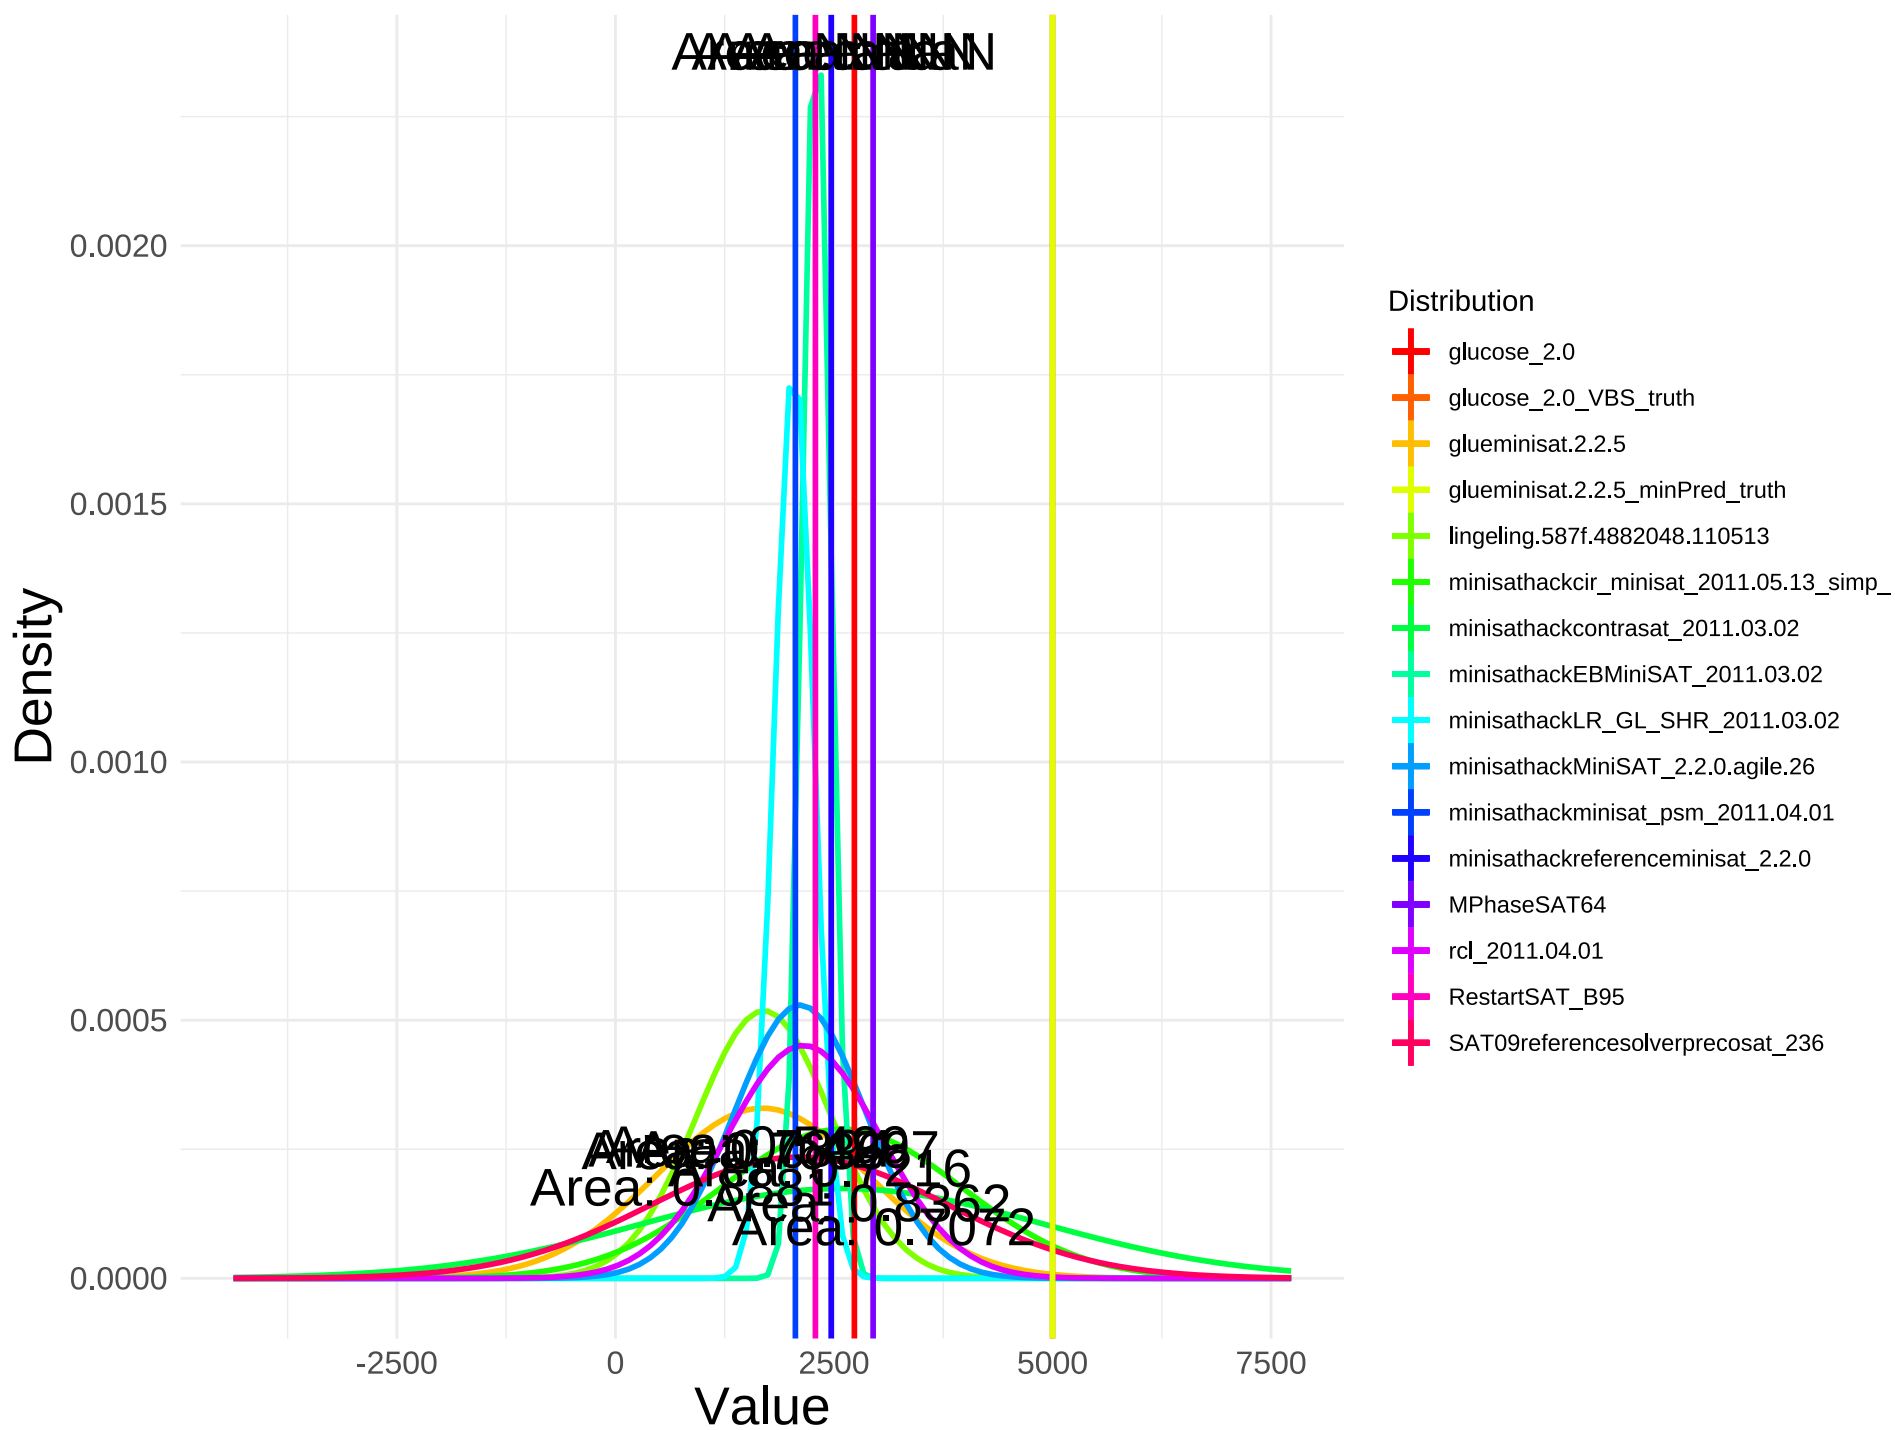 0.0020
0.0015
0.0010
0.0005
0.0000
Density
Area: 0.7216
Area: 0.8362
Area: 0.7072
-2500
0
2500
5000
7500
Value
Distribution
glucose_2.0
glucose_2.0_VBS_truth
glueminisat.2.2.5
glueminisat.2.2.5_minPred_truth
lingeling.587f.4882048.110513
minisathackcir_minisat_2011.05.13_simp_
minisathackcontrasat_2011.03.02
minisathackEBMiniSAT_2011.03.02
minisathackLR_GL_SHR_2011.03.02
minisathackMiniSAT_2.2.0.agile.26
minisathackminisat_psm_2011.04.01
minisathackreferenceminisat_2.2.0
MPhaseSAT64
rcl_2011.04.01
RestartSAT_B95
SAT09referencesolverprecosat_236